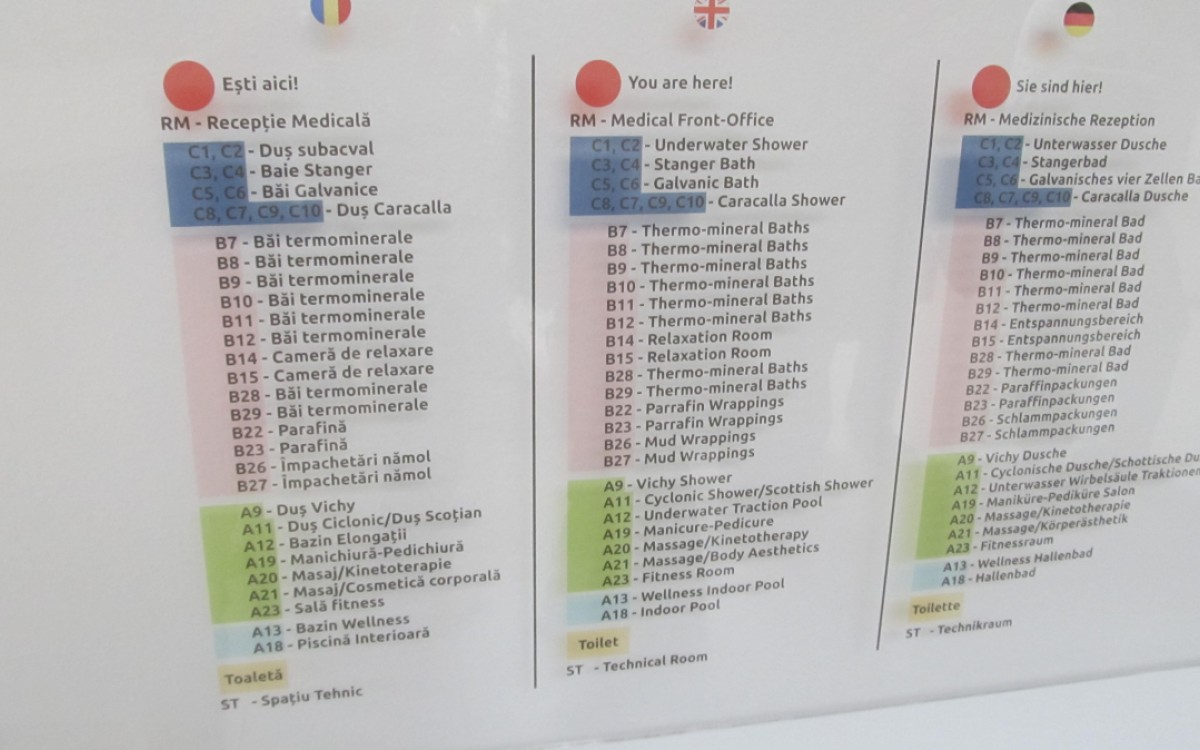 Ești aici!
RM - Recepție Medicală
C1, C2 - Duș subacval
C3, C4 - Baie Stanger
C5, C6 - Băi Galvanice
C8, C7, C9, C10 - Duș Caracalla
B7 - Băi termominerale
B8 - Băi termominerale
B9 - Băi termominerale
B10 - Băi termominerale
B11 - Băi termominerale
B12 - Băi termominerale
B14 - Cameră de relaxare
B15 - Cameră de relaxare
B28 - Băi termominerale
B29 - Băi termominerale
B22 - Parafină
B23 - Parafină
B26 - Împachetări nămol
B27 - Împachetări nămol
A9 - Duș Vichy
A11 - Duș Ciclonic/Duș Scoțian
A12 - Bazin Elongații
A19 - Manichiură-Pedichiură
A20 - Masaj/Kinetoterapie
A21 - Masaj/Cosmetică corporală
A23 - Sală fitness
A13 - Bazin Wellness
A18 - Piscină Interioară
Toaletă
ST - Spațiu Tehnic
You are here!
RM - Medical Front-Office
C1, C2 - Underwater Shower
C3, C4 - Stanger Bath
C5, C6 - Galvanic Bath
C8, C7, C9, C10 - Caracalla Shower
B7 - Thermo-mineral Baths
B8 - Thermo-mineral Baths
B9 - Thermo-mineral Baths
B10 - Thermo-mineral Baths
B11 - Thermo-mineral Baths
B12 - Thermo-mineral Baths
B14 - Relaxation Room
B15 - Relaxation Room
B28 - Thermo-mineral Baths
B29 - Thermo-mineral Baths
B22 - Parrafin Wrappings
B23 - Parrafin Wrappings
B26 - Mud Wrappings
B27 - Mud Wrappings
A9 - Vichy Shower
A11 - Cyclonic Shower/Scottish Shower
A12 - Underwater Traction Pool
A19 - Manicure-Pedicure
A20 - Massage/Kinetotherapy
A21 - Massage/Body Aesthetics
A23 - Fitness Room
A13 - Wellness Indoor Pool
A18 - Indoor Pool
Toilet
ST - Technical Room
Sie sind hier!
RM - Medizinische Rezeption
C1, C2 - Unterwasser Dusche
C3, C4 - Stangerbad
C5, C6 - Galvanisches vier Zellen Ba
C8, C7, C9, C10 - Caracalla Dusche
B7 - Thermo-mineral Bad
B8 - Thermo-mineral Bad
B9 - Thermo-mineral Bad
B10 - Thermo-mineral Bad
B11 - Thermo-mineral Bad
B12 - Thermo-mineral Bad
B14 - Entspannungsbereich
B15 - Entspannungsbereich
B28 - Thermo-mineral Bad
B29 - Thermo-mineral Bad
B22 - Paraffinpackungen
B23 - Paraffinpackungen
B26 - Schlammpackungen
B27 - Schlammpackungen
A9 - Vichy Dusche
A11 - Cyclonische Dusche/Schottische Du
A12 - Unterwasser Wirbelsäule Traktionen
A19 - Maniküre-Pediküre Salon
A20 - Massage/Kinetotherapie
A21 - Massage/Körperästhetik
A23 - Fitnessraum
A13 - Wellness Hallenbad
A18 - Hallenbad
Toilette
ST - Technikraum